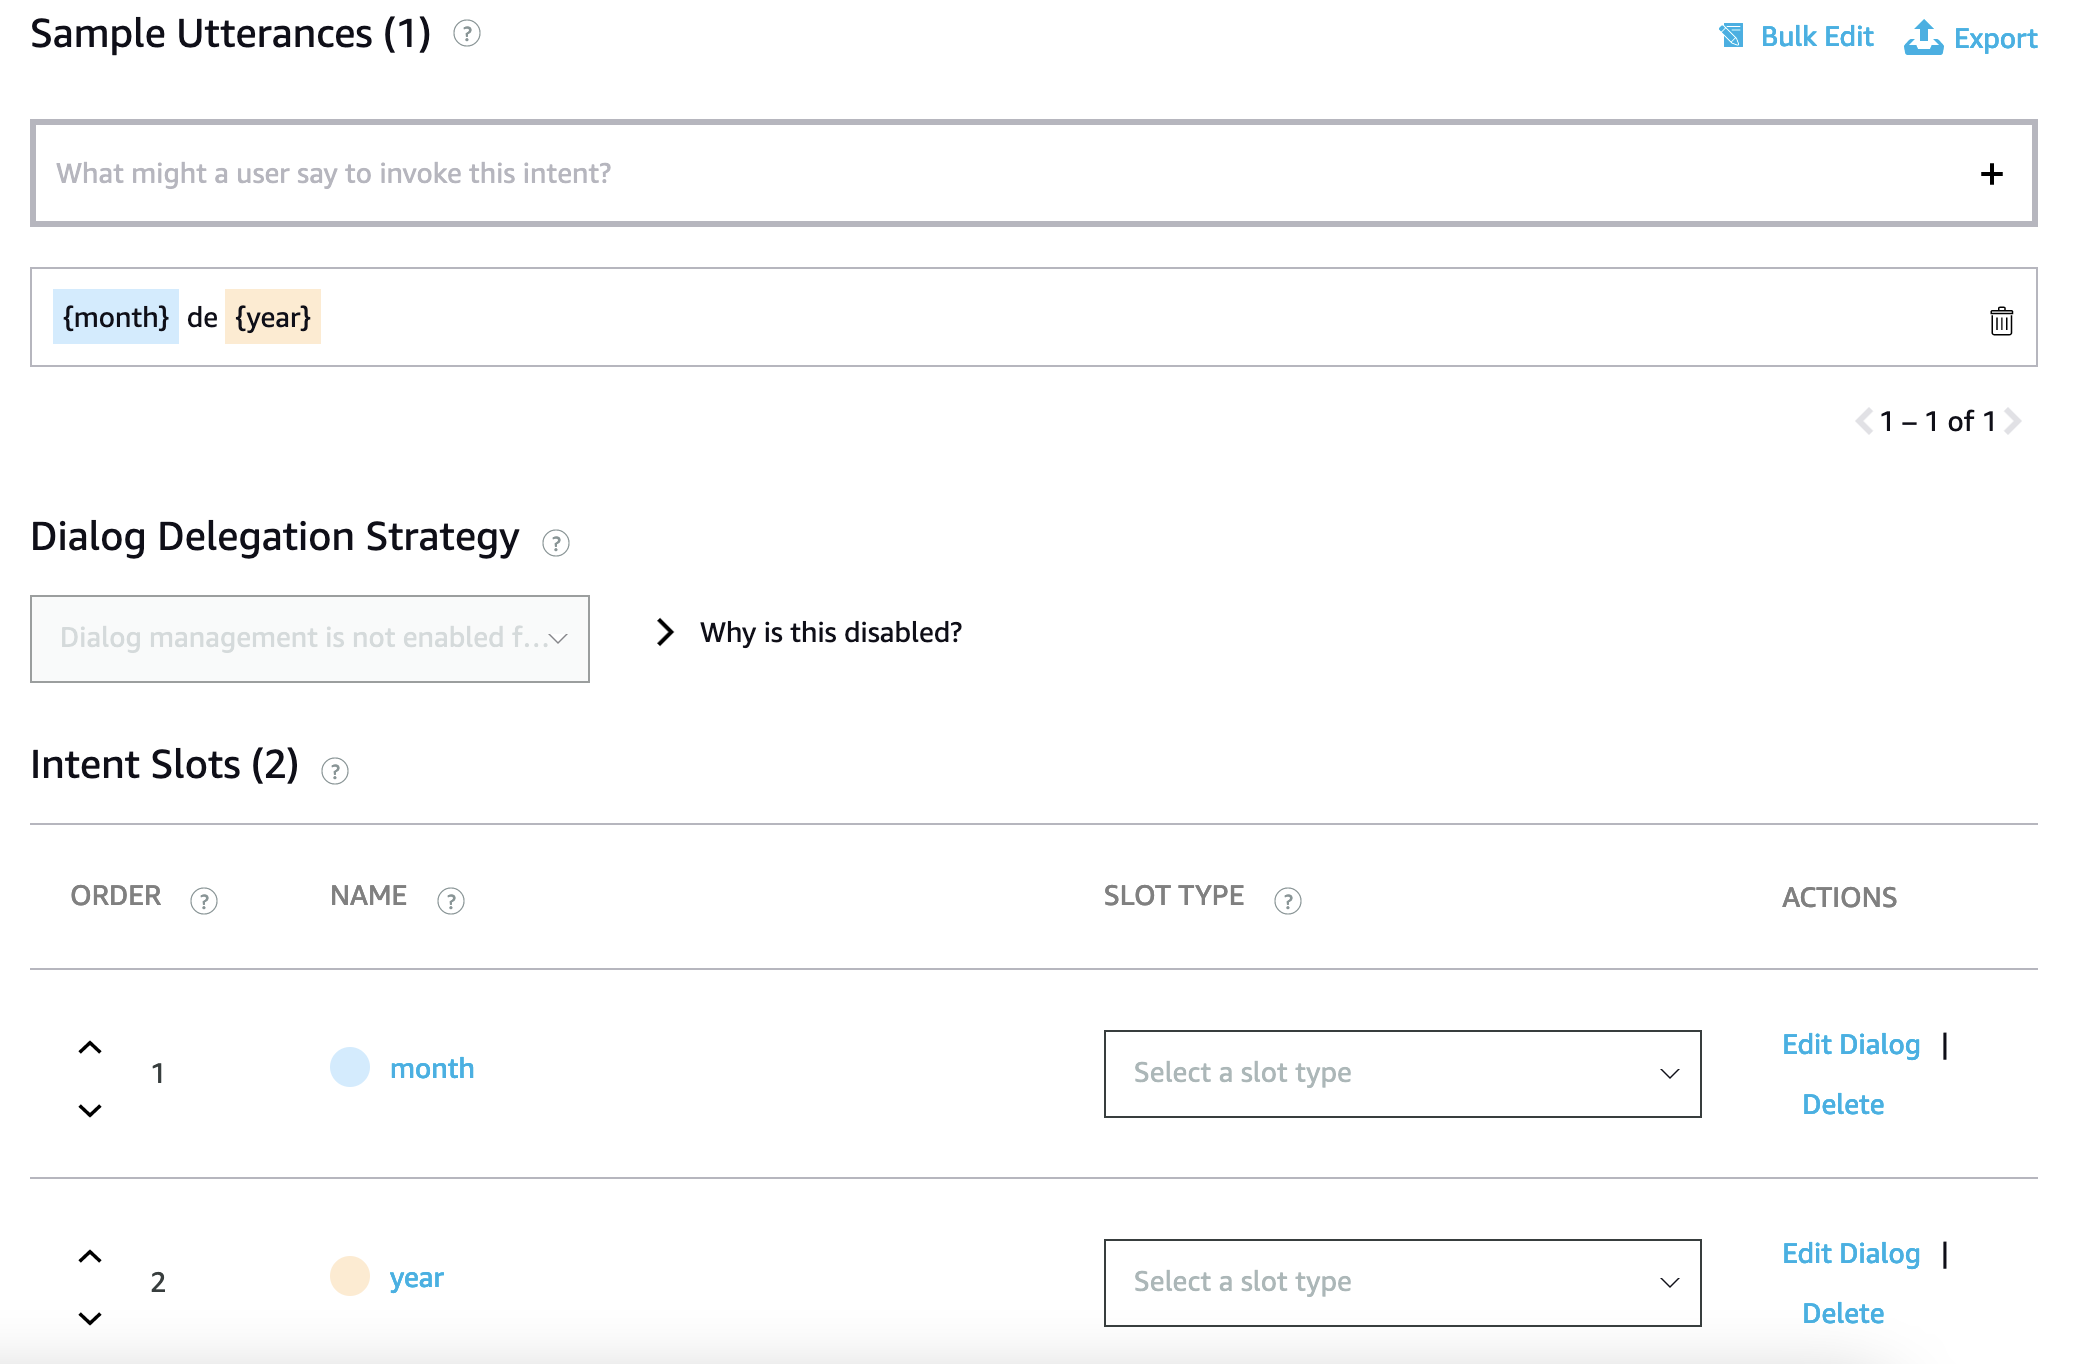 Sample Utterances (1) ?
Bulk Edit Export
What might a user say to invoke this intent? +
{month} de {year}
1 – 1 of 1
Dialog Delegation Strategy ?
Dialog management is not enabled f...
Why is this disabled?
Intent Slots (2) ?
ORDER ? NAME ? SLOT TYPE ? ACTIONS
1 month Select a slot type Edit Dialog |
Delete
2 year Select a slot type Edit Dialog |
Delete